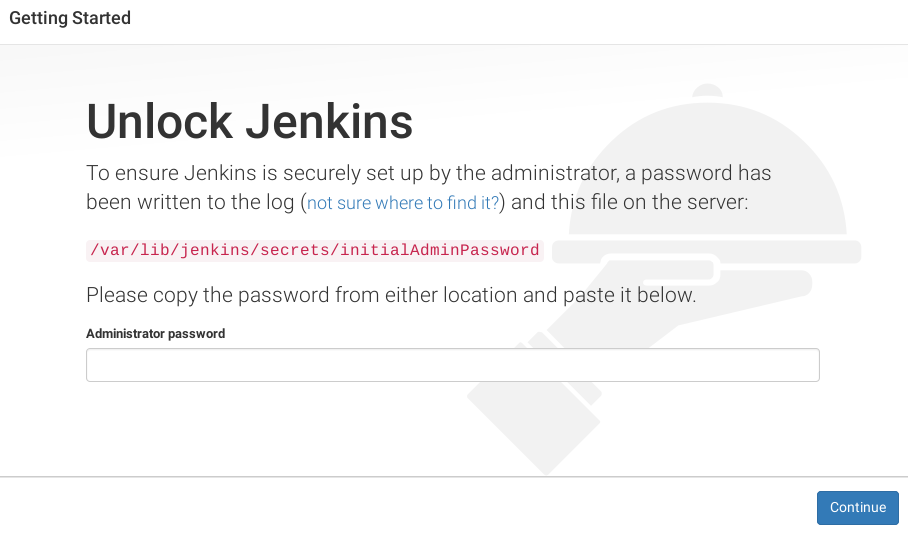 Getting Started
Unlock Jenkins
To ensure Jenkins is securely set up by the administrator, a password has
been written to the log (not sure where to find it?) and this file on the server:
/var/lib/jenkins/secrets/initialAdminPassword
Please copy the password from either location and paste it below.
Administrator password
Continue